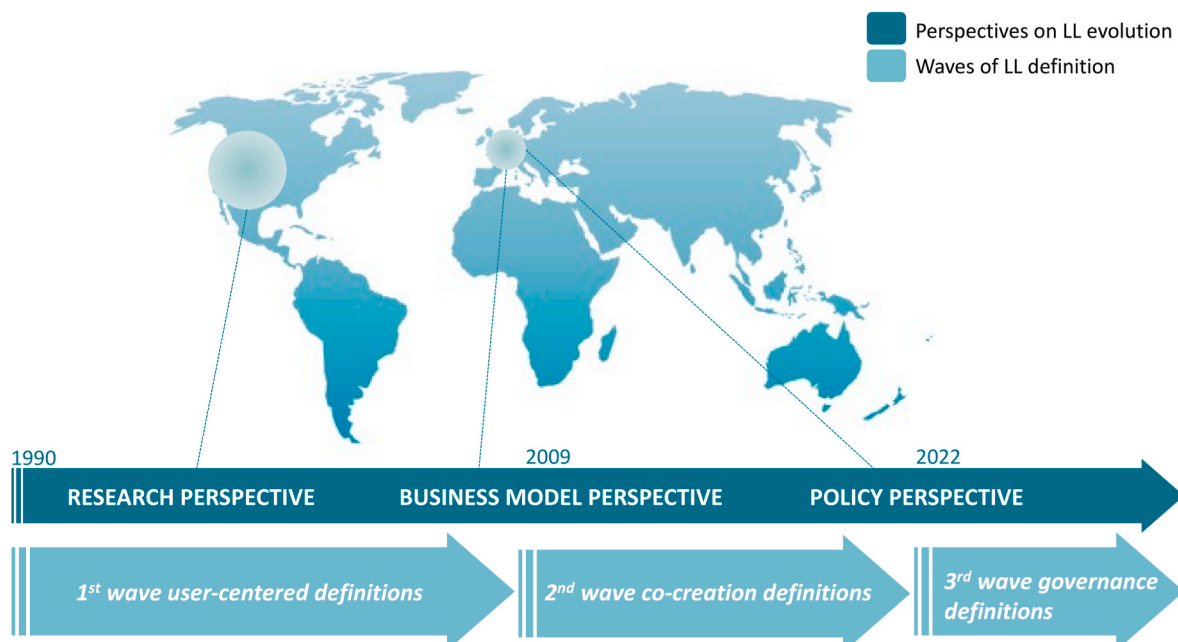 Perspectives on LL evolution
Waves of LL definition
1990
2009
2022
RESEARCH PERSPECTIVE
BUSINESS MODEL PERSPECTIVE
POLICY PERSPECTIVE
1st wave user-centered definitions
2nd wave co-creation definitions
3rd wave governance
definitions